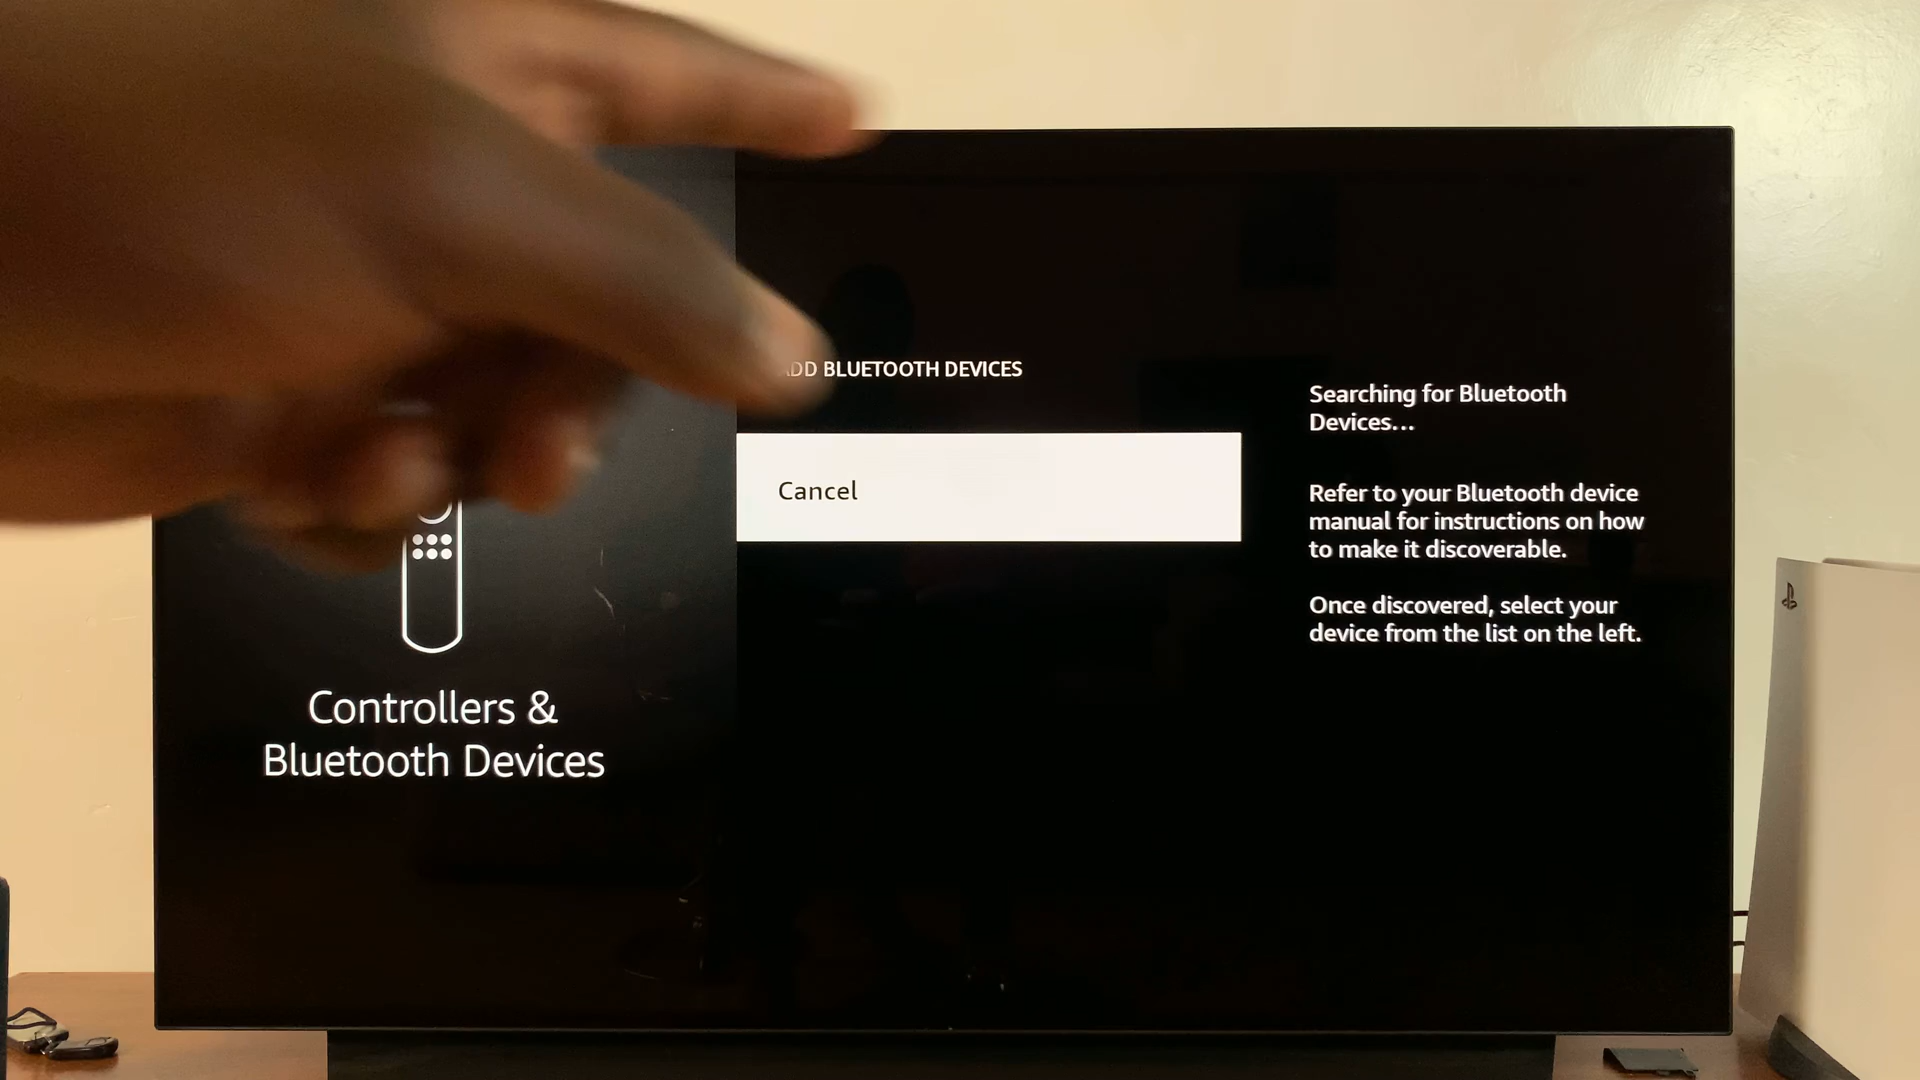 ADD BLUETOOTH DEVICES
Cancel
Searching for Bluetooth
Devices...
Refer to your Bluetooth device
manual for instructions on how
to make it discoverable.
Once discovered, select your
device from the list on the left.
Controllers &
Bluetooth Devices